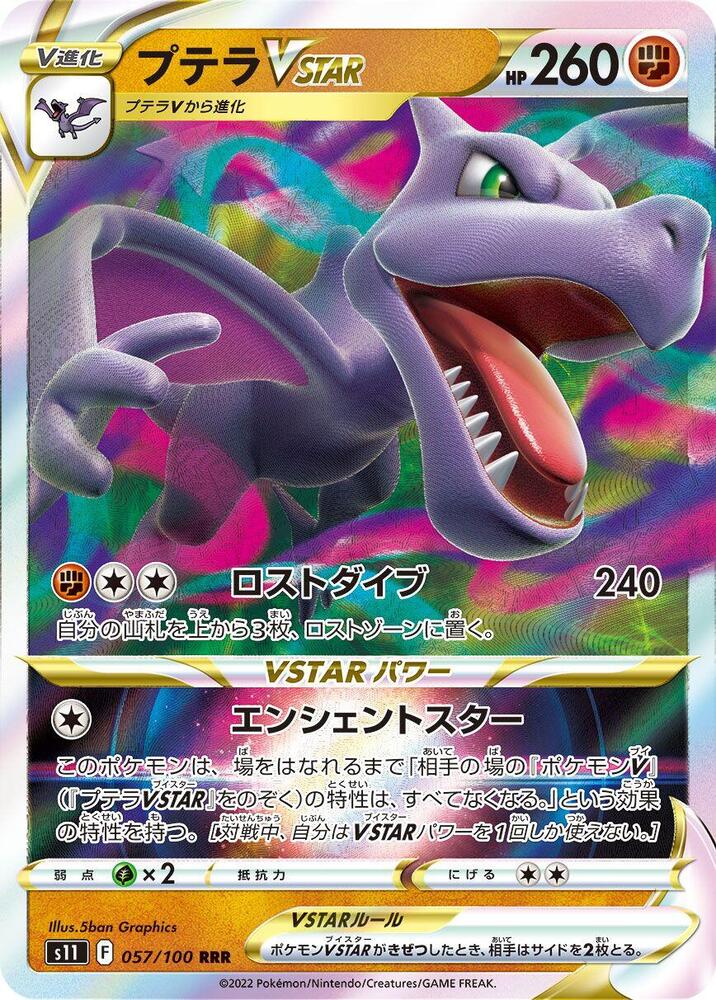 V進化
プテラVSTAR
HP 260
プテラVから進化
ロストダイブ 240
自分の山札を上から3枚、ロストゾーンに置く。
VSTARパワー
エンシェントスター
このポケモンは、場をはなれるまで「相手の場の『ポケモンV』
(『プテラVSTAR』をのぞく)の特性は、すべてなくなる。」という効果
の特性を持つ。[対戦中、自分はVSTARパワーを1回しか使えない。]
弱点 ×2 抵抗力 にげる
Illus.5ban Graphics
s11 F 057/100 RRR
VSTARルール
ポケモンVSTARがきぜつしたとき、相手はサイドを2枚とる。
©2022 Pokémon/Nintendo/Creatures/GAME FREAK.